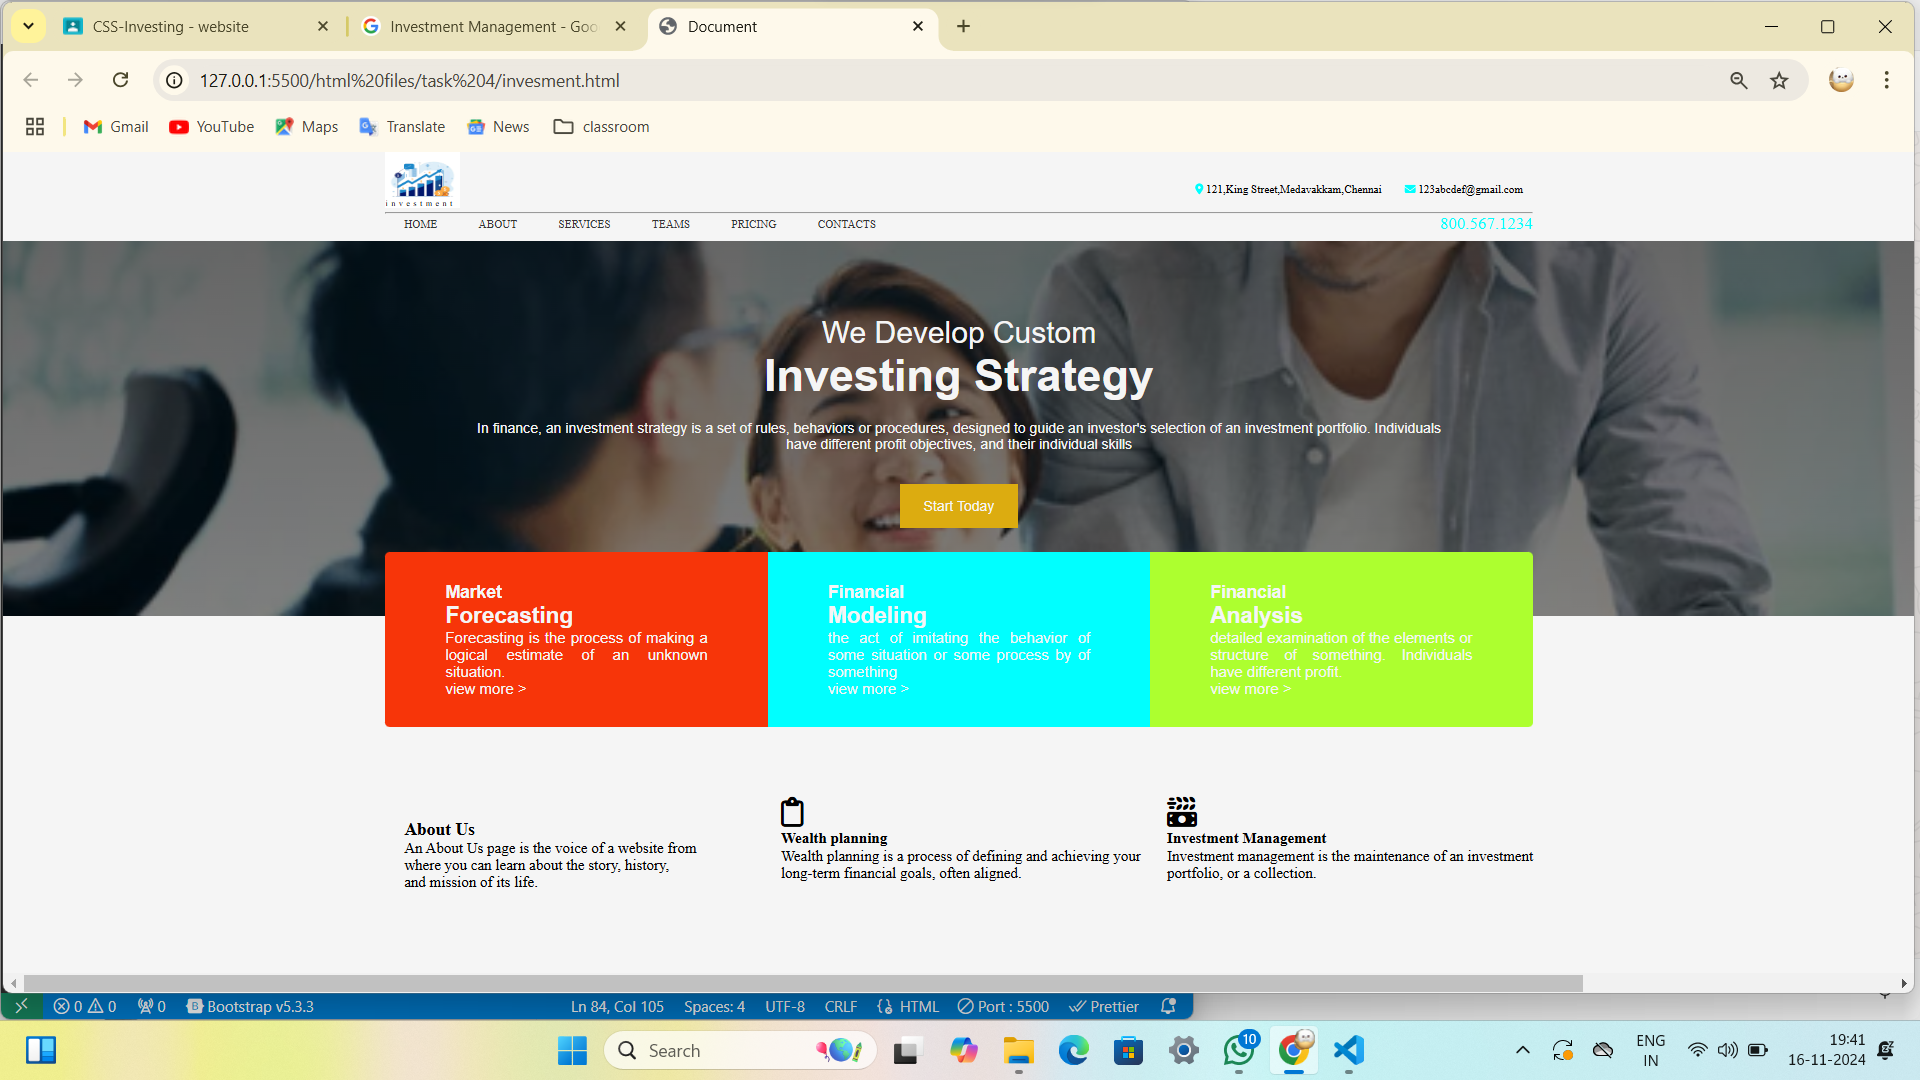 CSS-Investing - website
Investment Management - Goo
Document
127.0.0.1:5500/html%20files/task%204/invesment.html
Gmail
YouTube
Maps
Translate
News
classroom
investment
121,King Street,Medavakkam,Chennai
123abcdef@gmail.com
HOME
ABOUT
SERVICES
TEAMS
PRICING
CONTACTS
800.567.1234
We Develop Custom
Investing Strategy
In finance, an investment strategy is a set of rules, behaviors or procedures, designed to guide an investor's selection of an investment portfolio. Individuals
have different profit objectives, and their individual skills
Start Today
Market
Forecasting
Forecasting is the process of making a
logical estimate of an unknown
situation.
view more >
Financial
Modeling
the act of imitating the behavior of
some situation or some process by of
something
view more >
Financial
Analysis
detailed examination of the elements or
structure of something. Individuals
have different profit.
view more >
About Us
An About Us page is the voice of a website from
where you can learn about the story, history,
and mission of its life.
Wealth planning
Wealth planning is a process of defining and achieving your
long-term financial goals, often aligned.
Investment Management
Investment management is the maintenance of an investment
portfolio, or a collection.
0
0
0
Bootstrap v5.3.3
Ln 84, Col 105
Spaces: 4
UTF-8
CRLF
HTML
Port : 5500
Prettier
Search
10
ENG
IN
19:41
16-11-2024